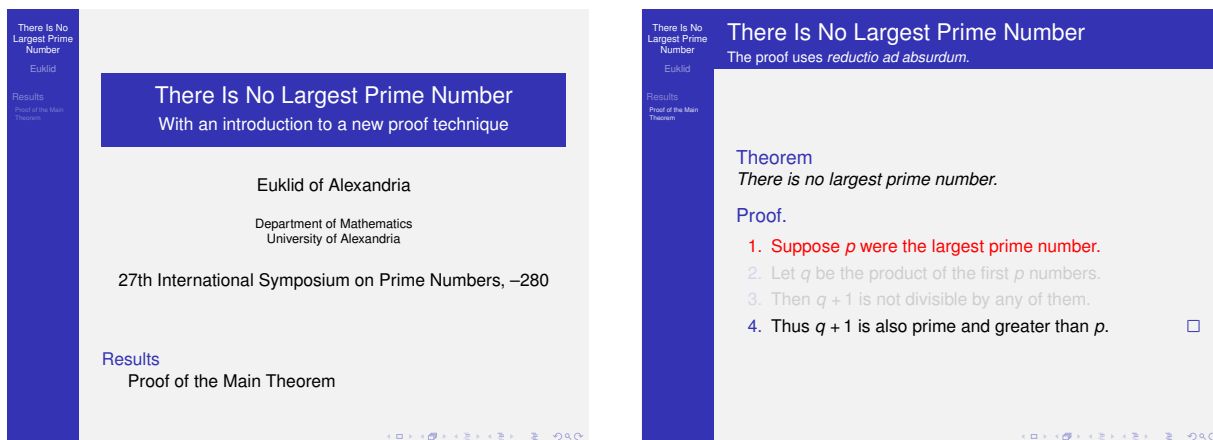 There Is No
Largest Prime
Number
Euklid
Results
Proof of the Main
Theorem
There Is No Largest Prime Number
With an introduction to a new proof technique
Euklid of Alexandria
Department of Mathematics
University of Alexandria
27th International Symposium on Prime Numbers, –280
Results
Proof of the Main Theorem
There Is No
Largest Prime
Number
Euklid
Results
Proof of the Main
Theorem
There Is No Largest Prime Number
The proof uses reductio ad absurdum.
Theorem
There is no largest prime number.
Proof.
1. Suppose p were the largest prime number.
2. Let q be the product of the first p numbers.
3. Then q + 1 is not divisible by any of them.
4. Thus q + 1 is also prime and greater than p. □